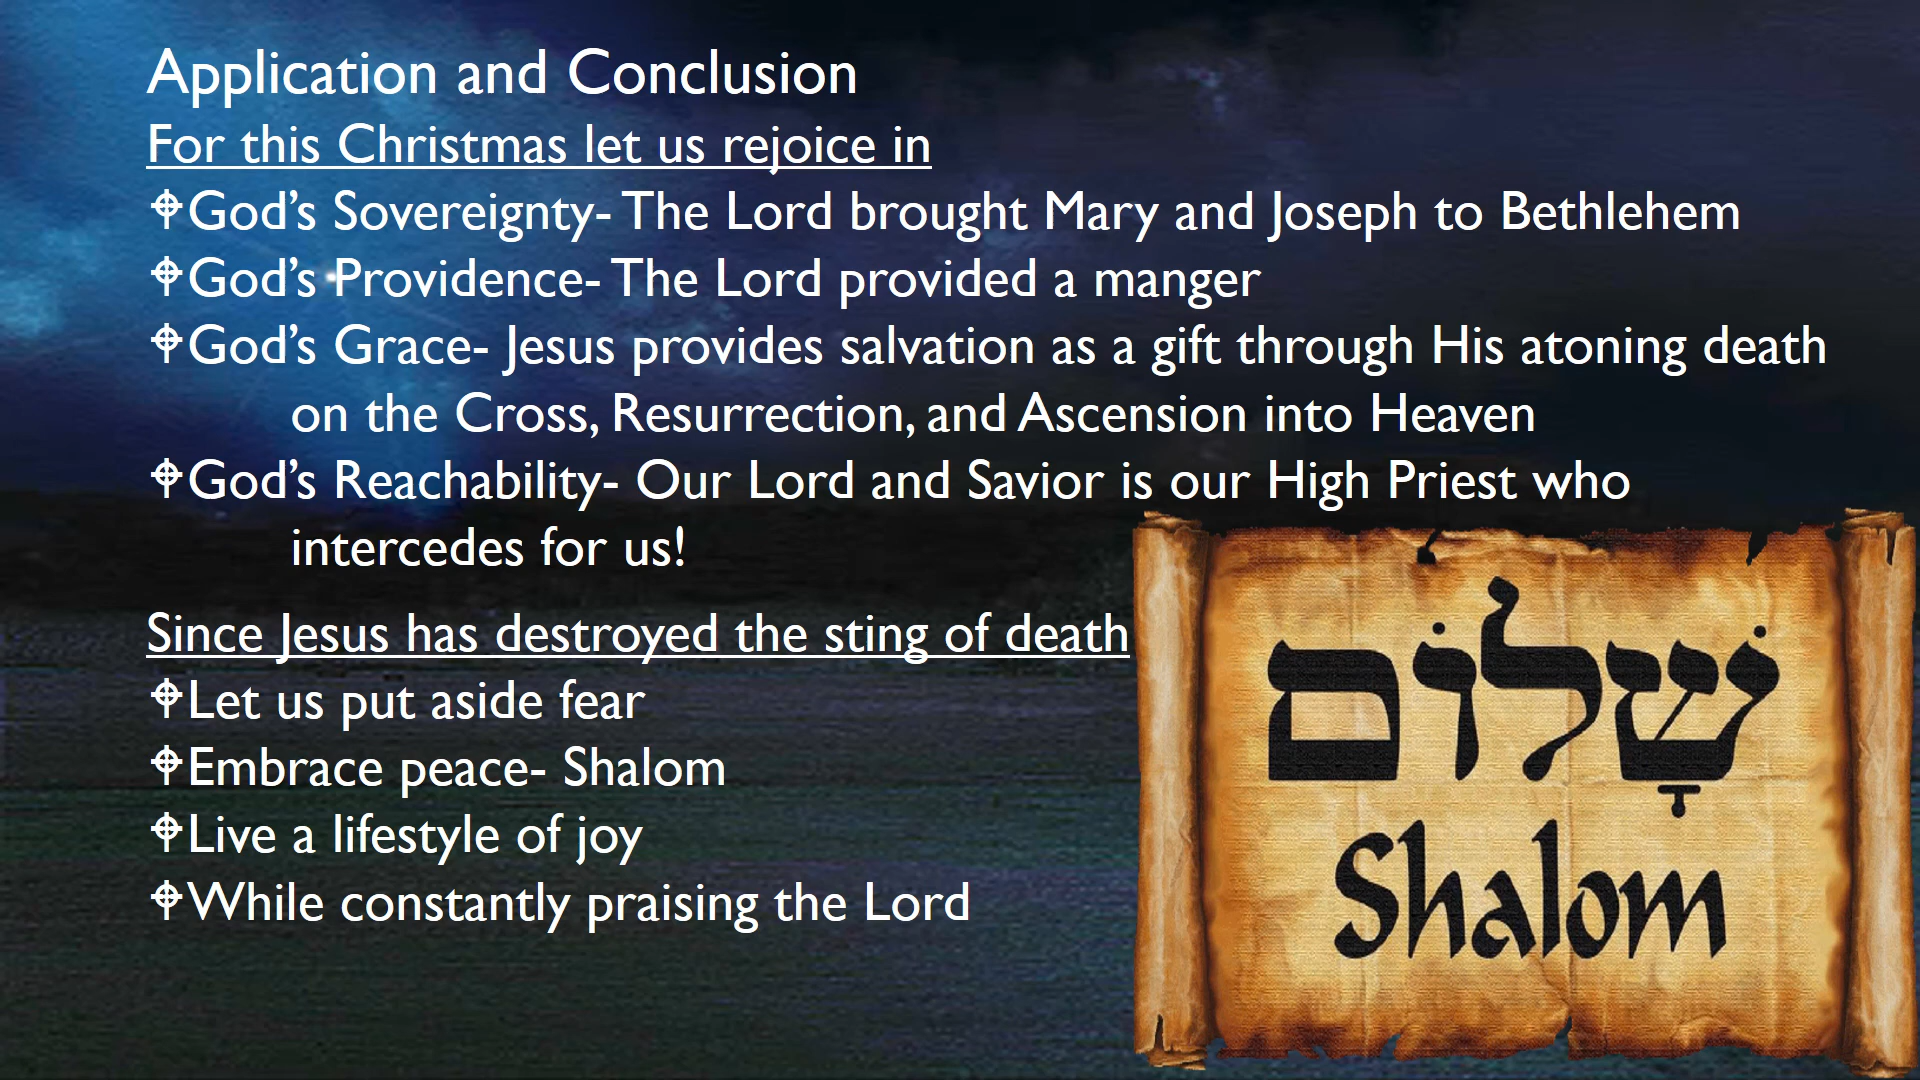 Application and Conclusion
For this Christmas let us rejoice in
God’s Sovereignty- The Lord brought Mary and Joseph to Bethlehem
God’s Providence- The Lord provided a manger
God’s Grace- Jesus provides salvation as a gift through His atoning death
on the Cross, Resurrection, and Ascension into Heaven
God’s Reachability- Our Lord and Savior is our High Priest who
intercedes for us!
Since Jesus has destroyed the sting of death
Let us put aside fear
Embrace peace- Shalom
Live a lifestyle of joy
While constantly praising the Lord
שָׁלוֹם
Shalom